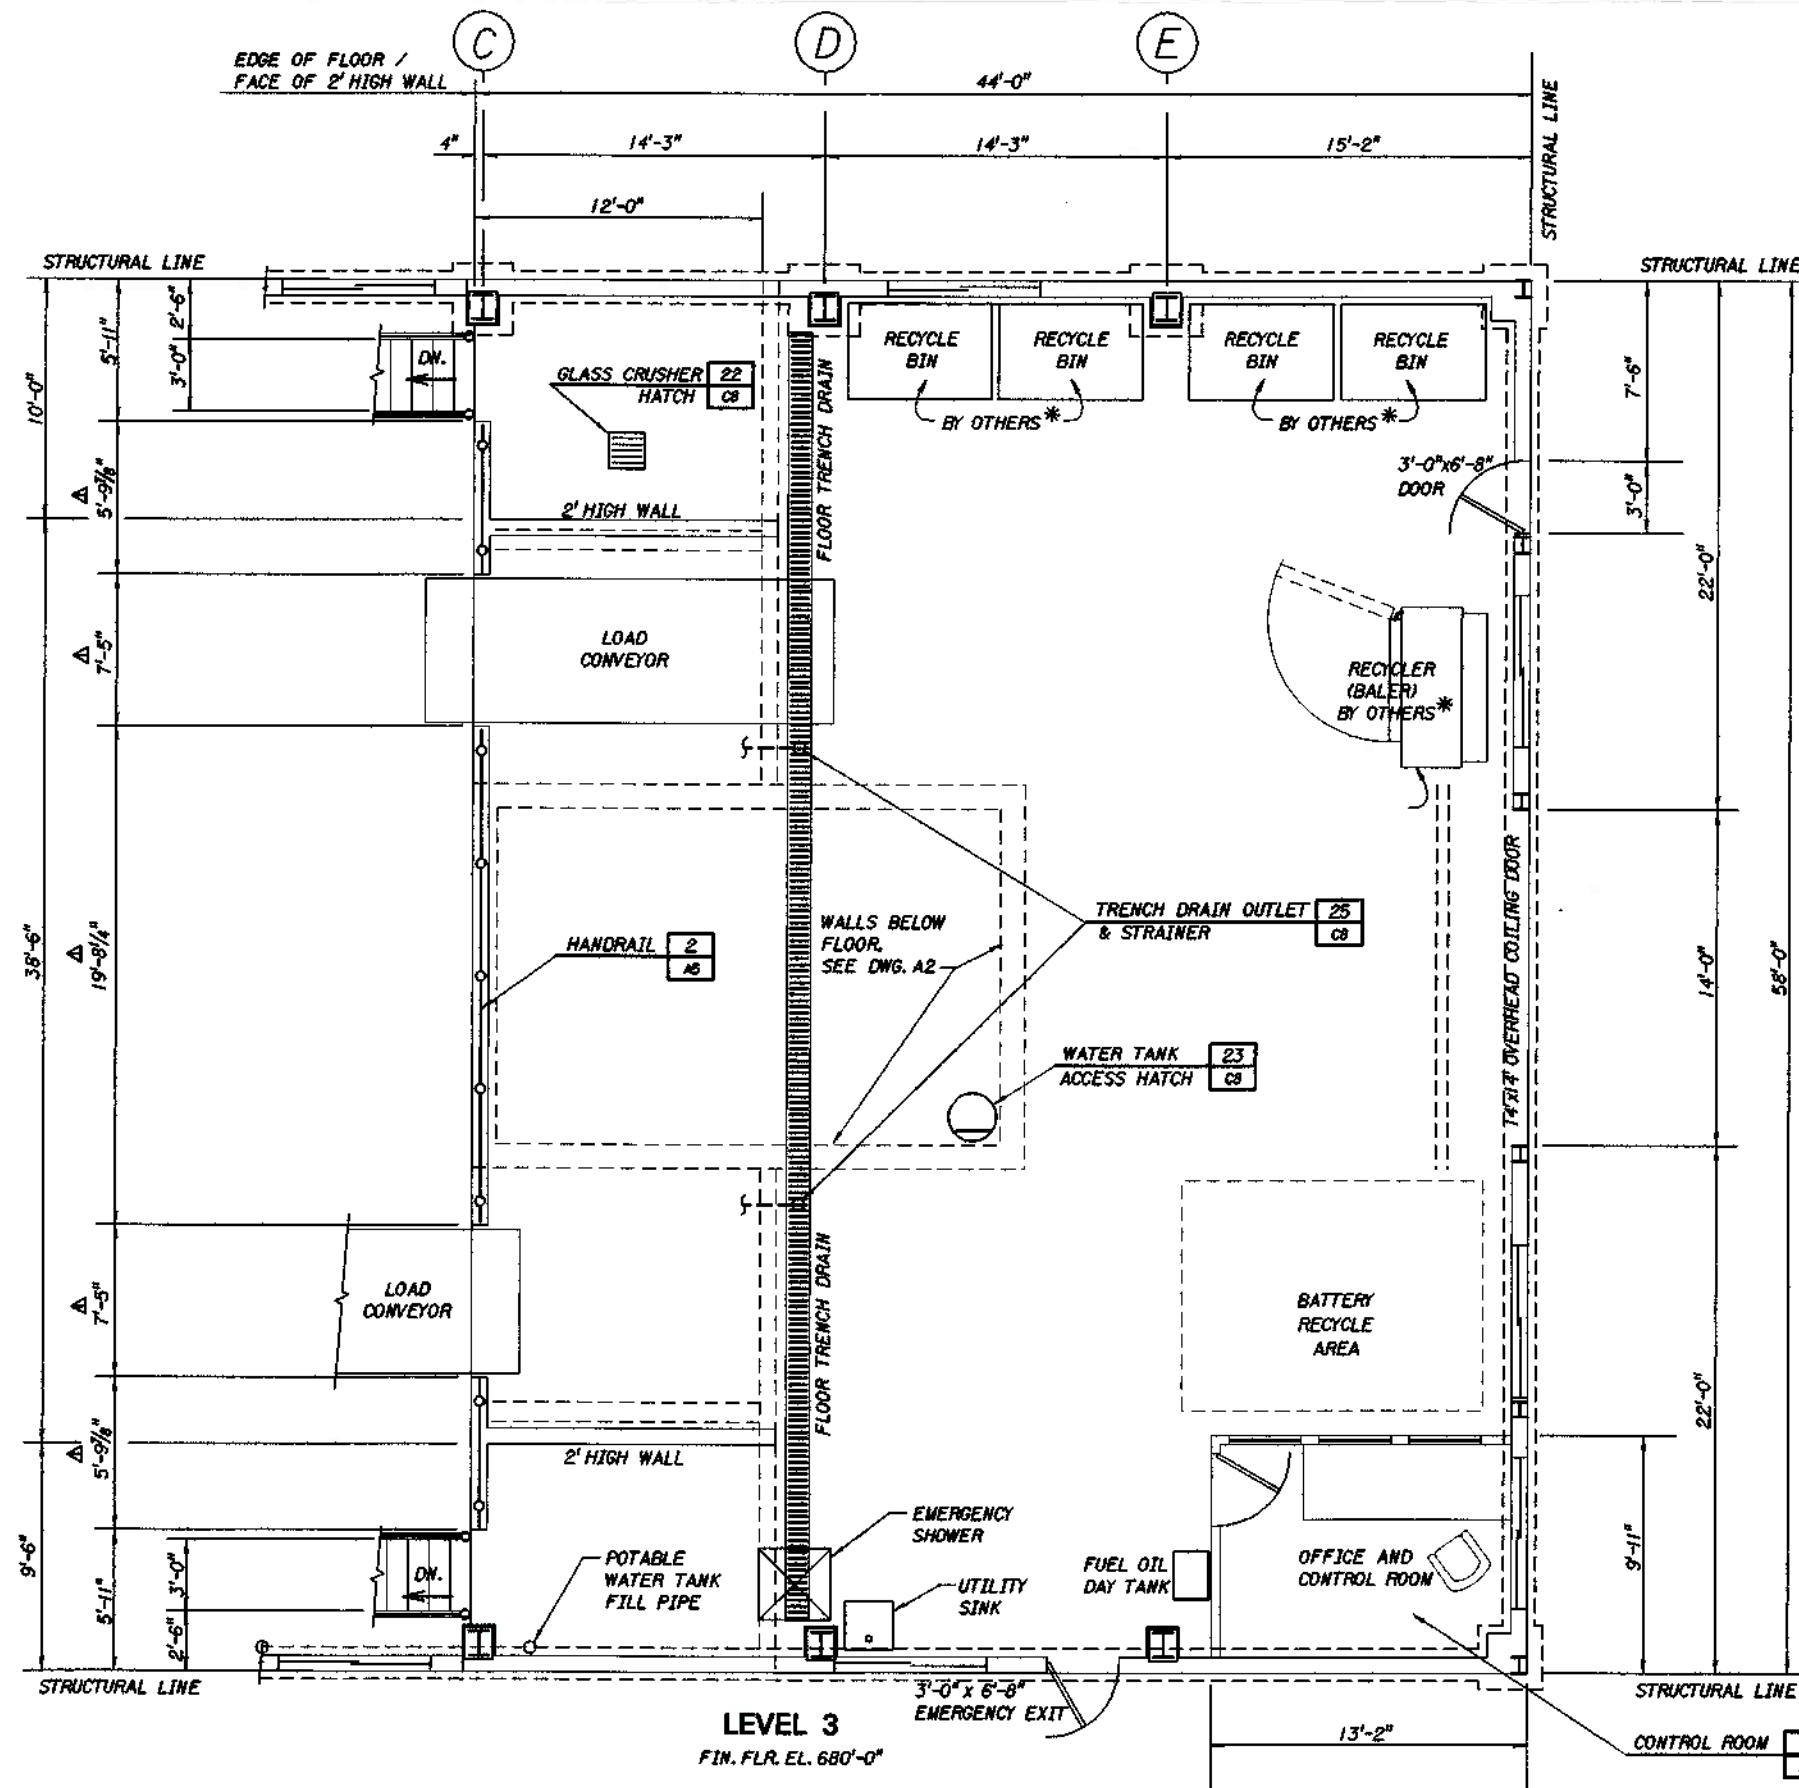 C
D
E
EDGE OF FLOOR /
FACE OF 2' HIGH WALL
44'-0"
STRUCTURAL LINE
4"
14'-3"
14'-3"
15'-2"
12'-0"
STRUCTURAL LINE
STRUCTURAL LINE
2'-6"
5'-11"
3'-0"
10'-0"
DN.
GLASS CRUSHER
HATCH
22
C8
RECYCLE
BIN
RECYCLE
BIN
RECYCLE
BIN
RECYCLE
BIN
BY OTHERS*
BY OTHERS*
7'-6"
3'-0"x6'-8"
DOOR
3'-0"
5'-9⅞"
2' HIGH WALL
FLOOR TRENCH DRAIN
22'-0"
7'-5"
LOAD
CONVEYOR
RECYCLER
(BALER)
BY OTHERS*
38'-6"
19'-8¼"
HANDRAIL
2
A5
WALLS BELOW
FLOOR.
SEE DWG. A2
TRENCH DRAIN OUTLET
& STRAINER
25
C8
14'X14' OVERHEAD COILING DOOR
14'-0"
58'-0"
WATER TANK
ACCESS HATCH
23
C8
7'-5"
LOAD
CONVEYOR
FLOOR TRENCH DRAIN
BATTERY
RECYCLE
AREA
22'-0"
5'-9⅞"
2' HIGH WALL
9'-6"
5'-11"
3'-0"
2'-6"
DN.
POTABLE
WATER TANK
FILL PIPE
EMERGENCY
SHOWER
UTILITY
SINK
FUEL OIL
DAY TANK
OFFICE AND
CONTROL ROOM
9'-11"
STRUCTURAL LINE
STRUCTURAL LINE
3'-0" x 6'-8"
EMERGENCY EXIT
LEVEL 3
FIN. FLR. EL. 680'-0"
13'-2"
CONTROL ROOM